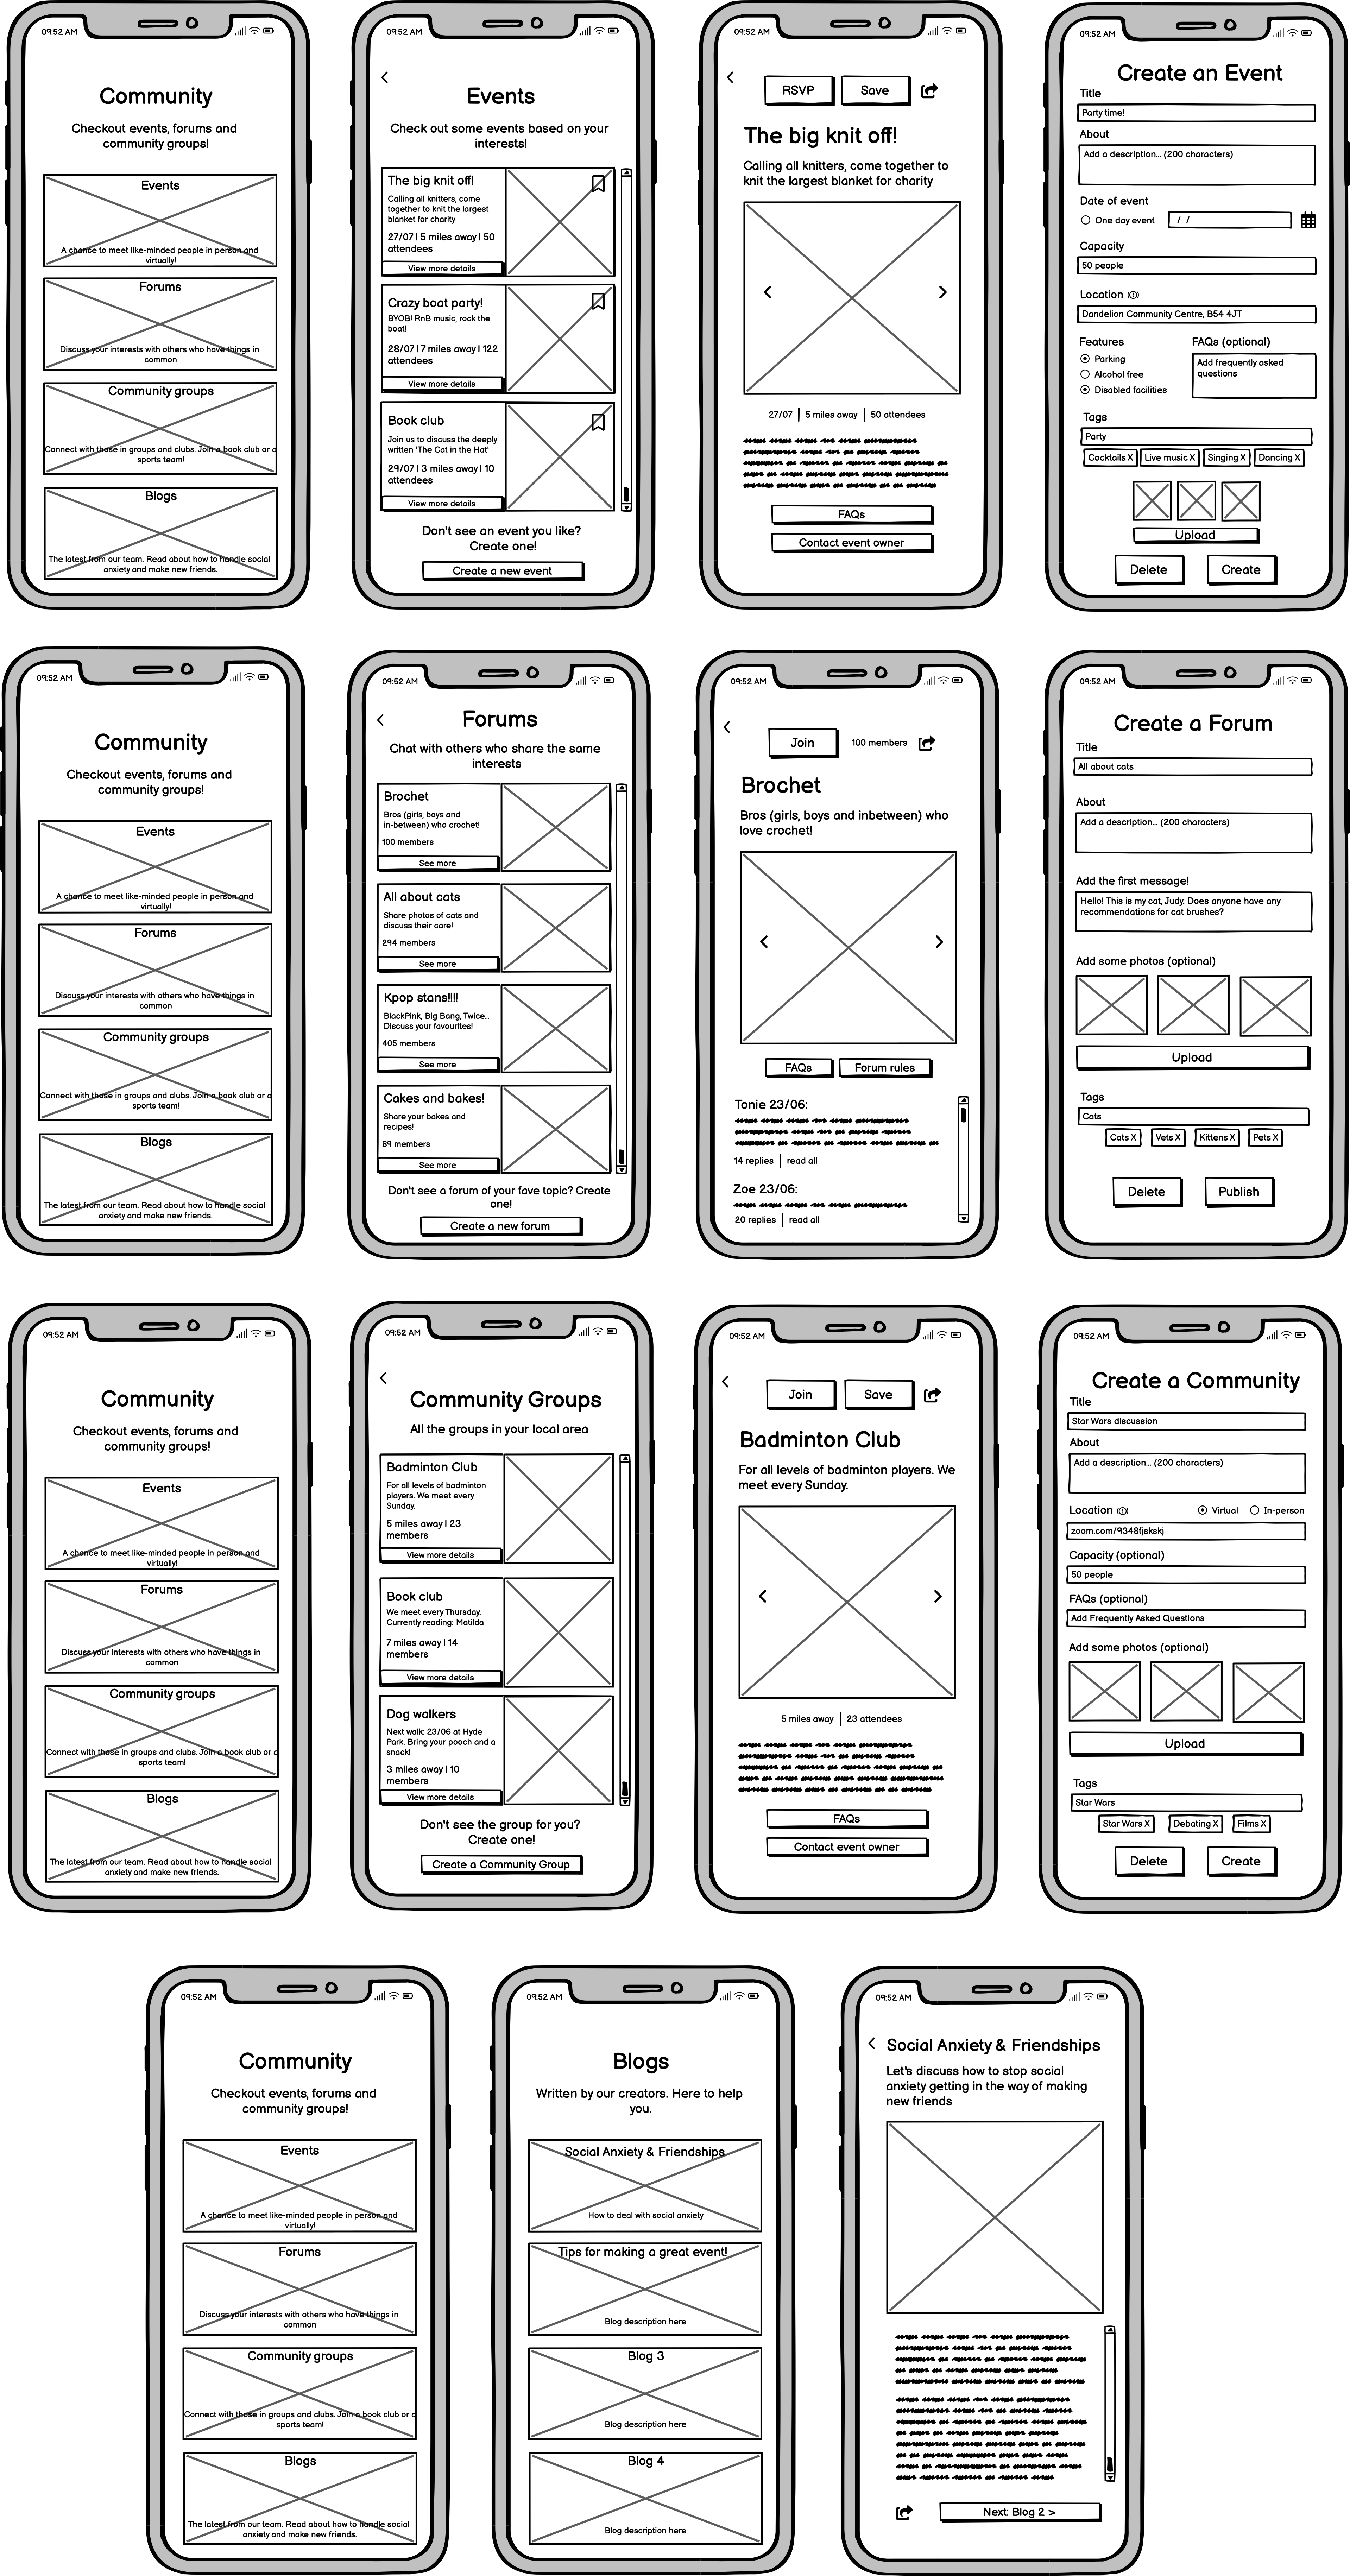 09:52 AM
Community
Checkout events, forums and
community groups!
Events
A chance to meet like-minded people in person and
virtually!
Forums
Discuss your interests with others who have things in
common
Community groups
Connect with those in groups and clubs. Join a book club or a
sports team!
Blogs
The latest from our team. Read about how to handle social
anxiety and make new friends.
09:52 AM
Events
Check out some events based on your
interests!
The big knit off!
Calling all knitters, come
together to knit the largest
blanket for charity
27/07 | 5 miles away | 50
attendees
View more details
Crazy boat party!
BYOB! RnB music, rock the
boat!
28/07 | 7 miles away | 122
attendees
View more details
Book club
Join us to discuss the deeply
written 'The Cat in the Hat'
29/07 | 3 miles away | 10
attendees
View more details
Don't see an event you like?
Create one!
Create a new event
09:52 AM
RSVP Save
The big knit off!
Calling all knitters, come together to
knit the largest blanket for charity
27/07 | 5 miles away | 50 attendees
FAQs
Contact event owner
09:52 AM
Create an Event
Title
Party time!
About
Add a description... (200 characters)
Date of event
One day event / /
Capacity
50 people
Location
Dandelion Community Centre, B54 4JT
Features FAQs (optional)
Parking Add frequently asked
Alcohol free questions
Disabled facilities
Tags
Party
Cocktails X Live music X Singing X Dancing X
Upload
Delete Create
09:52 AM
Community
Checkout events, forums and
community groups!
Events
A chance to meet like-minded people in person and
virtually!
Forums
Discuss your interests with others who have things in
common
Community groups
Connect with those in groups and clubs. Join a book club or a
sports team!
Blogs
The latest from our team. Read about how to handle social
anxiety and make new friends.
09:52 AM
Forums
Chat with others who share the same
interests
Brochet
Bros (girls, boys and
in-between) who crochet!
100 members
See more
All about cats
Share photos of cats and
discuss their care!
294 members
See more
Kpop stans!!!!
BlackPink, Big Bang, Twice...
Discuss your favourites!
405 members
See more
Cakes and bakes!
Share your bakes and
recipes!
89 members
See more
Don't see a forum of your fave topic? Create
one!
Create a new forum
09:52 AM
Join 100 members
Brochet
Bros (girls, boys and inbetween) who
love crochet!
FAQs Forum rules
Tonie 23/06:
14 replies | read all
Zoe 23/06:
20 replies | read all
09:52 AM
Create a Forum
Title
All about cats
About
Add a description... (200 characters)
Add the first message!
Hello! This is my cat, Judy. Does anyone have any
recommendations for cat brushes?
Add some photos (optional)
Upload
Tags
Cats
Cats X Vets X Kittens X Pets X
Delete Publish
09:52 AM
Community
Checkout events, forums and
community groups!
Events
A chance to meet like-minded people in person and
virtually!
Forums
Discuss your interests with others who have things in
common
Community groups
Connect with those in groups and clubs. Join a book club or a
sports team!
Blogs
The latest from our team. Read about how to handle social
anxiety and make new friends.
09:52 AM
Community Groups
All the groups in your local area
Badminton Club
For all levels of badminton
players. We meet every
Sunday.
5 miles away | 23
members
View more details
Book club
We meet every Thursday.
Currently reading: Matilda
7 miles away | 14
members
View more details
Dog walkers
Next walk: 23/06 at Hyde
Park. Bring your pooch and a
snack!
3 miles away | 10
members
View more details
Don't see the group for you?
Create one!
Create a Community Group
09:52 AM
Join Save
Badminton Club
For all levels of badminton players. We
meet every Sunday.
5 miles away | 23 attendees
FAQs
Contact event owner
09:52 AM
Create a Community
Title
Star Wars discussion
About
Add a description... (200 characters)
Location Virtual In-person
zoom.com/9348fjskskj
Capacity (optional)
50 people
FAQs (optional)
Add Frequently Asked Questions
Add some photos (optional)
Upload
Tags
Star Wars
Star Wars X Debating X Films X
Delete Create
09:52 AM
Community
Checkout events, forums and
community groups!
Events
A chance to meet like-minded people in person and
virtually!
Forums
Discuss your interests with others who have things in
common
Community groups
Connect with those in groups and clubs. Join a book club or a
sports team!
Blogs
The latest from our team. Read about how to handle social
anxiety and make new friends.
09:52 AM
Blogs
Written by our creators. Here to help
you.
Social Anxiety & Friendships
How to deal with social anxiety
Tips for making a great event!
Blog description here
Blog 3
Blog description here
Blog 4
Blog description here
09:52 AM
Social Anxiety & Friendships
Let's discuss how to stop social
anxiety getting in the way of making
new friends
Next: Blog 2 >